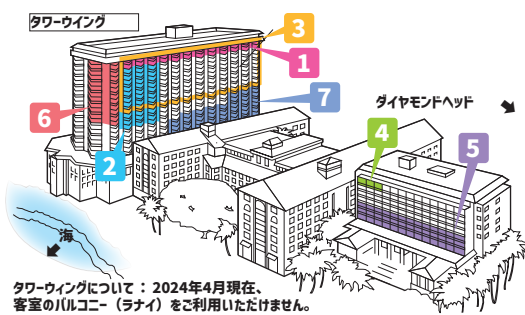 タワーウイング
3
1
ダイヤモンドヘッド
7
6
4
5
2
海
タワーウィングについて：2024年4月現在、
客室のバルコニー（ラナイ）をご利用いただけません。